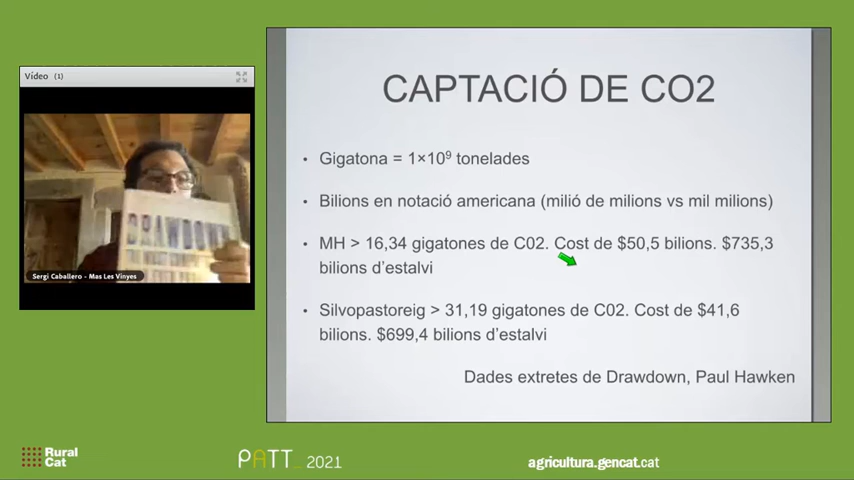 Vídeo (1)
Sergi Caballero - Mas Les Vinyes
CAPTACIÓ DE CO2
• Gigatona = 1×10⁹ tonelades
• Bilions en notació americana (milió de milions vs mil milions)
• MH > 16,34 gigatones de C02. Cost de $50,5 bilions. $735,3
bilions d'estalvi
• Silvopastoreig > 31,19 gigatones de C02. Cost de $41,6
bilions. $699,4 bilions d'estalvi
Dades extretes de Drawdown, Paul Hawken
Rural
Cat
PATT_ 2021
agricultura.gencat.cat